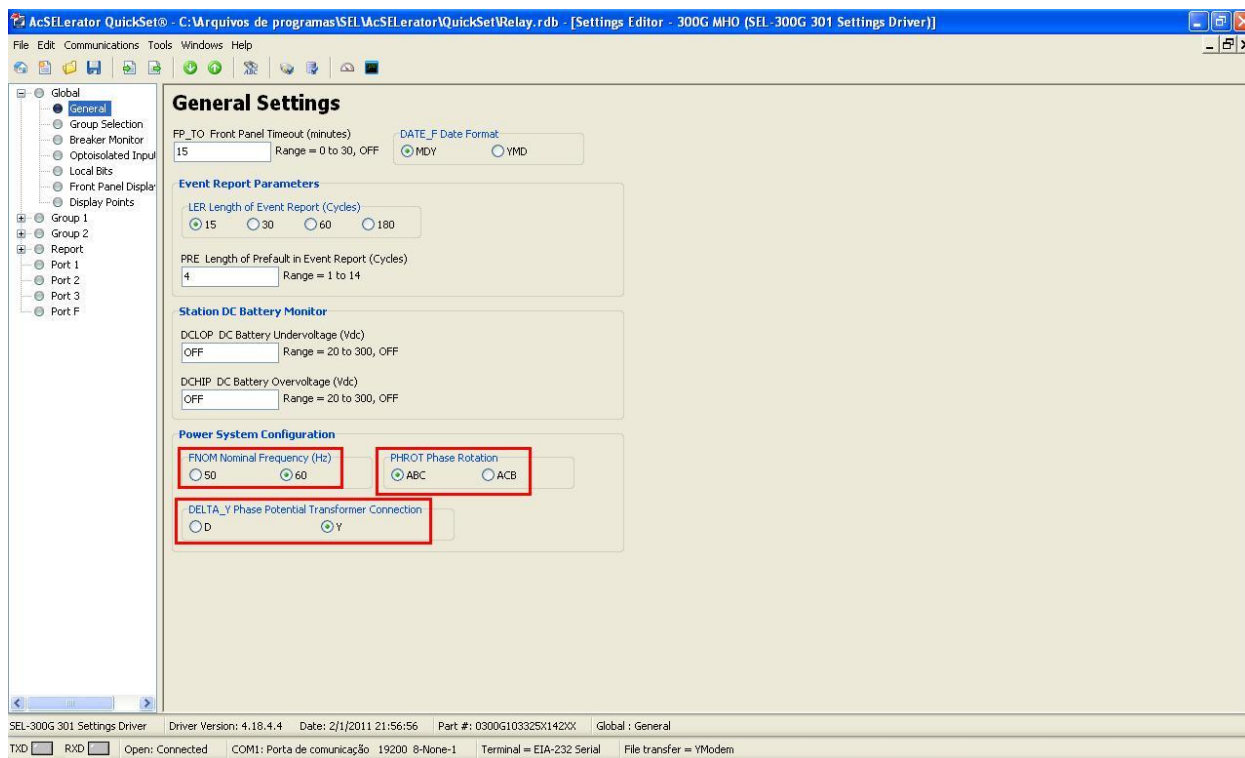 AcSELerator QuickSet® - C:\Arquivos de programas\SEL\AcSELerator\QuickSet\Relay.rdb - [Settings Editor - 300G MHO (SEL-300G 301 Settings Driver)]
File Edit Communications Tools Windows Help
Global
General
Group Selection
Breaker Monitor
Optoisolated Input
Local Bits
Front Panel Display
Display Points
Group 1
Group 2
Report
Port 1
Port 2
Port 3
Port F
General Settings
FP_TO Front Panel Timeout (minutes)
15 Range = 0 to 30, OFF
DATE_F Date Format
MDY YMD
Event Report Parameters
LER Length of Event Report (Cycles)
15 30 60 180
PRE Length of Prefault in Event Report (Cycles)
4 Range = 1 to 14
Station DC Battery Monitor
DCLOP DC Battery Undervoltage (Vdc)
OFF Range = 20 to 300, OFF
DCHIP DC Battery Overvoltage (Vdc)
OFF Range = 20 to 300, OFF
Power System Configuration
FNOM Nominal Frequency (Hz)
50 60
PHROT Phase Rotation
ABC ACB
DELTA_Y Phase Potential Transformer Connection
D Y
SEL-300G 301 Settings Driver Driver Version: 4.18.4.4 Date: 2/1/2011 21:56:56 Part #: 0300G103325X142XX Global : General
TXD RXD Open: Connected COM1: Porta de comunicação 19200 8-None-1 Terminal = EIA-232 Serial File transfer = YModem